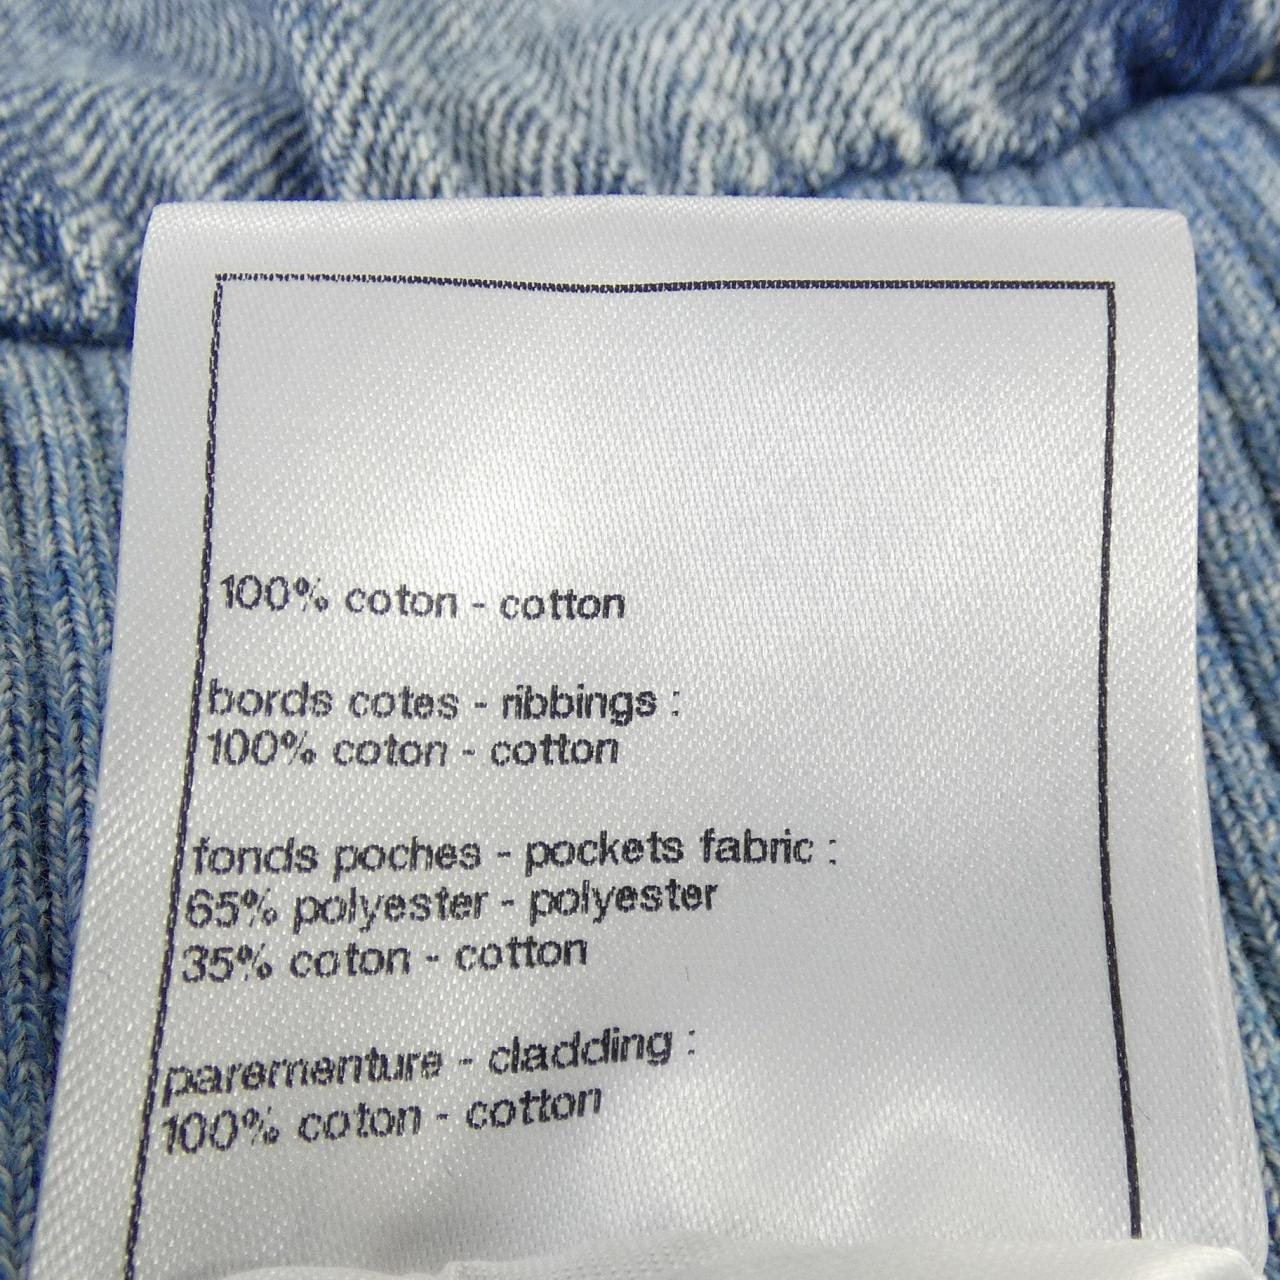 100% coton - cotton
bords cotes - ribbings :
100% coton - cotton
fonds poches - pockets fabric :
65% polyester - polyester
35% coton - cotton
parementure - cladding :
100% coton - cotton